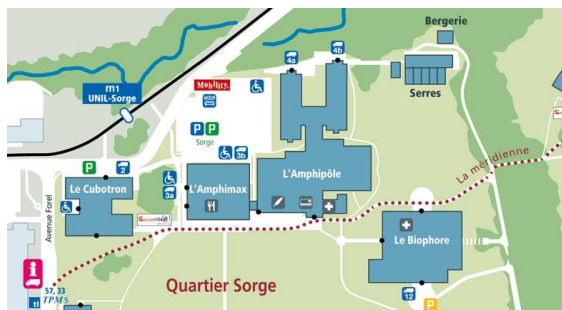 Bergerie
4a
4b
m1
UNIL-Sorge
Mobility
Serres
P P
Sorge
La méridienne
P
2
3b
L'Amphipôle
Le Cubotron
3a
L'Amphimax
Avenue Forel
Le Biophore
i
Quartier Sorge
57, 33
12
tl
TPM S
P